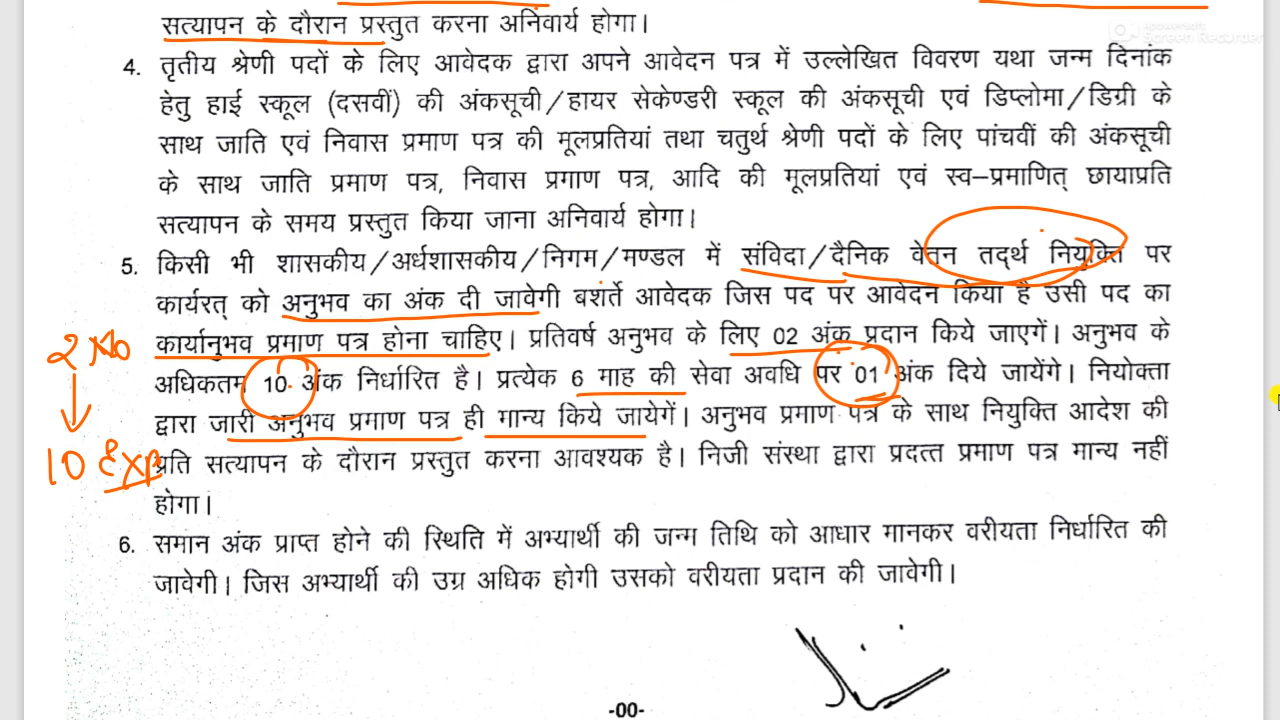 सत्यापन के दौरान प्रस्तुत करना अनिवार्य होगा।
Apowersoft
Screen Recorder
4. तृतीय श्रेणी पदों के लिए आवेदक द्वारा अपने आवेदन पत्र में उल्लेखित विवरण यथा जन्म दिनांक
हेतु हाई स्कूल (दसवीं) की अंकसूची/हायर सेकेण्डरी स्कूल की अंकसूची एवं डिप्लोमा/डिग्री के
साथ जाति एवं निवास प्रमाण पत्र की मूलप्रतियां तथा चतुर्थ श्रेणी पदों के लिए पांचवीं की अंकसूची
के साथ जाति प्रमाण पत्र, निवास प्रगाण पत्र, आदि की मूलप्रतियां एवं स्व–प्रमाणित् छायाप्रति
सत्यापन के समय प्रस्तुत किया जाना अनिवार्य होगा।
5. किसी भी शासकीय/अर्धशासकीय/निगम/मण्डल में संविदा/दैनिक वेतन तद्र्थ नियुक्ति पर
कार्यरत् को अनुभव का अंक दी जावेगी बशर्ते आवेदक जिस पद पर आवेदन किया है उसी पद का
कार्यानुभव प्रमाण पत्र होना चाहिए। प्रतिवर्ष अनुभव के लिए 02 अंक प्रदान किये जाएगें। अनुभव के
2 No
अधिकतम 10 अंक निर्धारित है। प्रत्येक 6 माह की सेवा अवधि पर 01 अंक दिये जायेंगे। नियोक्ता
द्वारा जारी अनुभव प्रमाण पत्र ही मान्य किये जायेगें। अनुभव प्रमाण पत्र के साथ नियुक्ति आदेश की
10 Exp
प्रति सत्यापन के दौरान प्रस्तुत करना आवश्यक है। निजी संस्था द्वारा प्रदत्त प्रमाण पत्र मान्य नहीं
होगा।
6. समान अंक प्राप्त होने की स्थिति में अभ्यार्थी की जन्म तिथि को आधार मानकर वरीयता निर्धारित की
जावेगी। जिस अभ्यार्थी की उम्र अधिक होगी उसको वरीयता प्रदान की जावेगी।
-00-